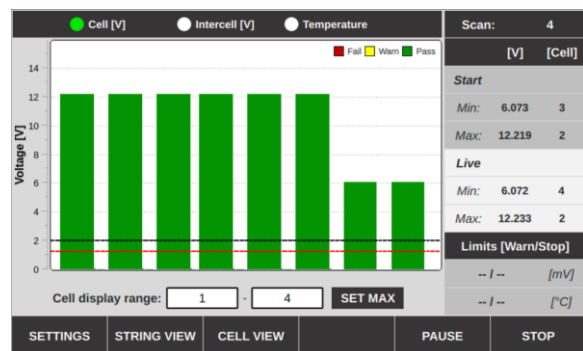 Cell [V] Intercell [V] Temperature
Fail Warn Pass
Voltage [V]
14
12
10
8
6
4
2
0
Cell display range: 1 - 4 SET MAX
Scan: 4
[V] [Cell]
Start
Min: 6.073 3
Max: 12.219 2
Live
Min: 6.072 4
Max: 12.233 2
Limits [Warn/Stop]
-- / -- [mV]
-- / -- [°C]
SETTINGS STRING VIEW CELL VIEW PAUSE STOP